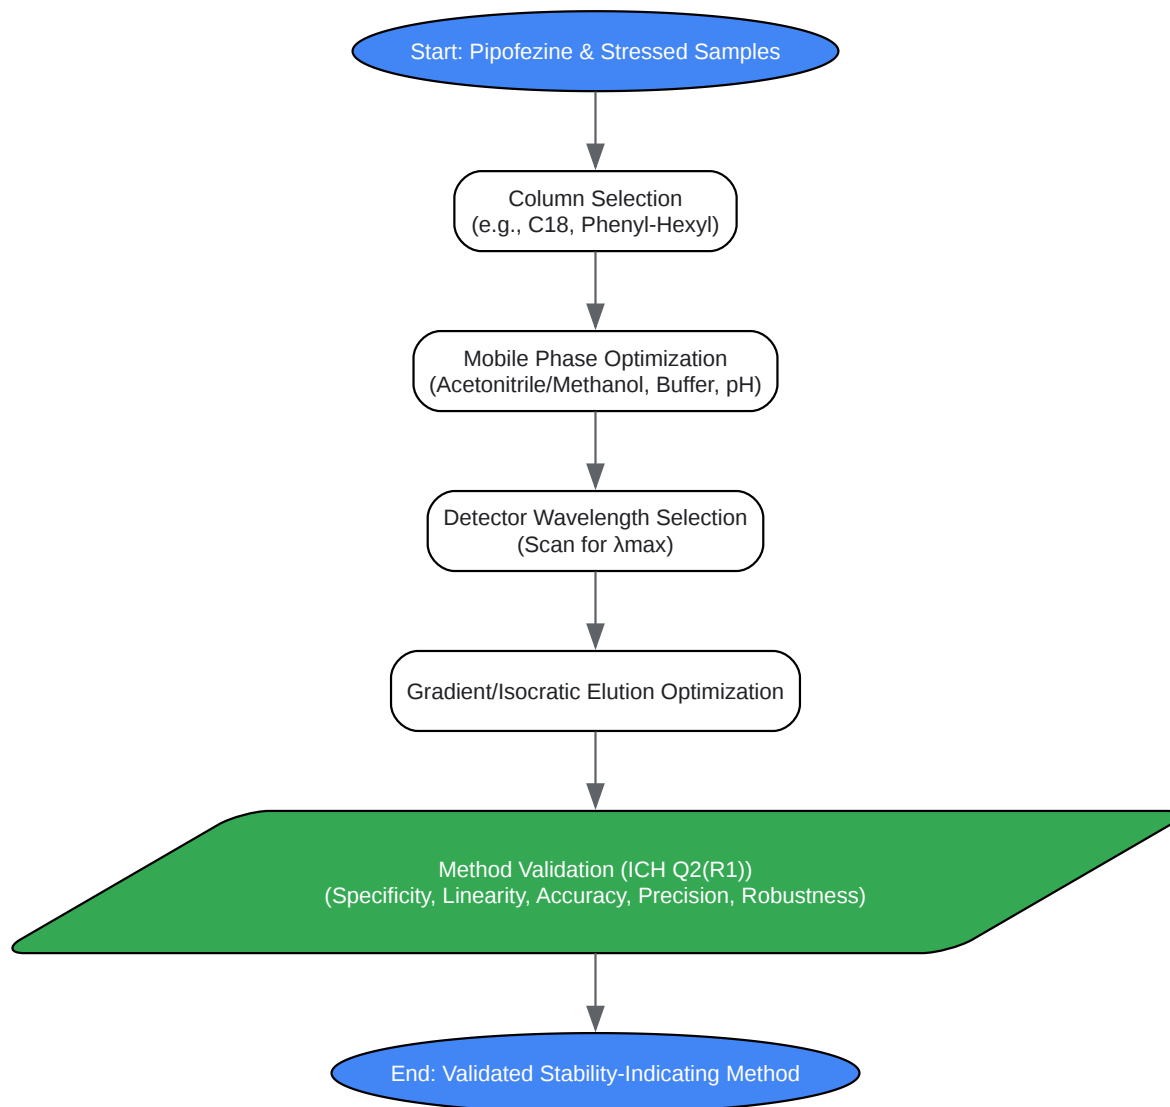 Start: Pipofezine & Stressed Samples
Column Selection
(e.g., C18, Phenyl-Hexyl)
Mobile Phase Optimization
(Acetonitrile/Methanol, Buffer, pH)
Detector Wavelength Selection
(Scan for λmax)
Gradient/Isocratic Elution Optimization
Method Validation (ICH Q2(R1))
(Specificity, Linearity, Accuracy, Precision, Robustness)
End: Validated Stability-Indicating Method